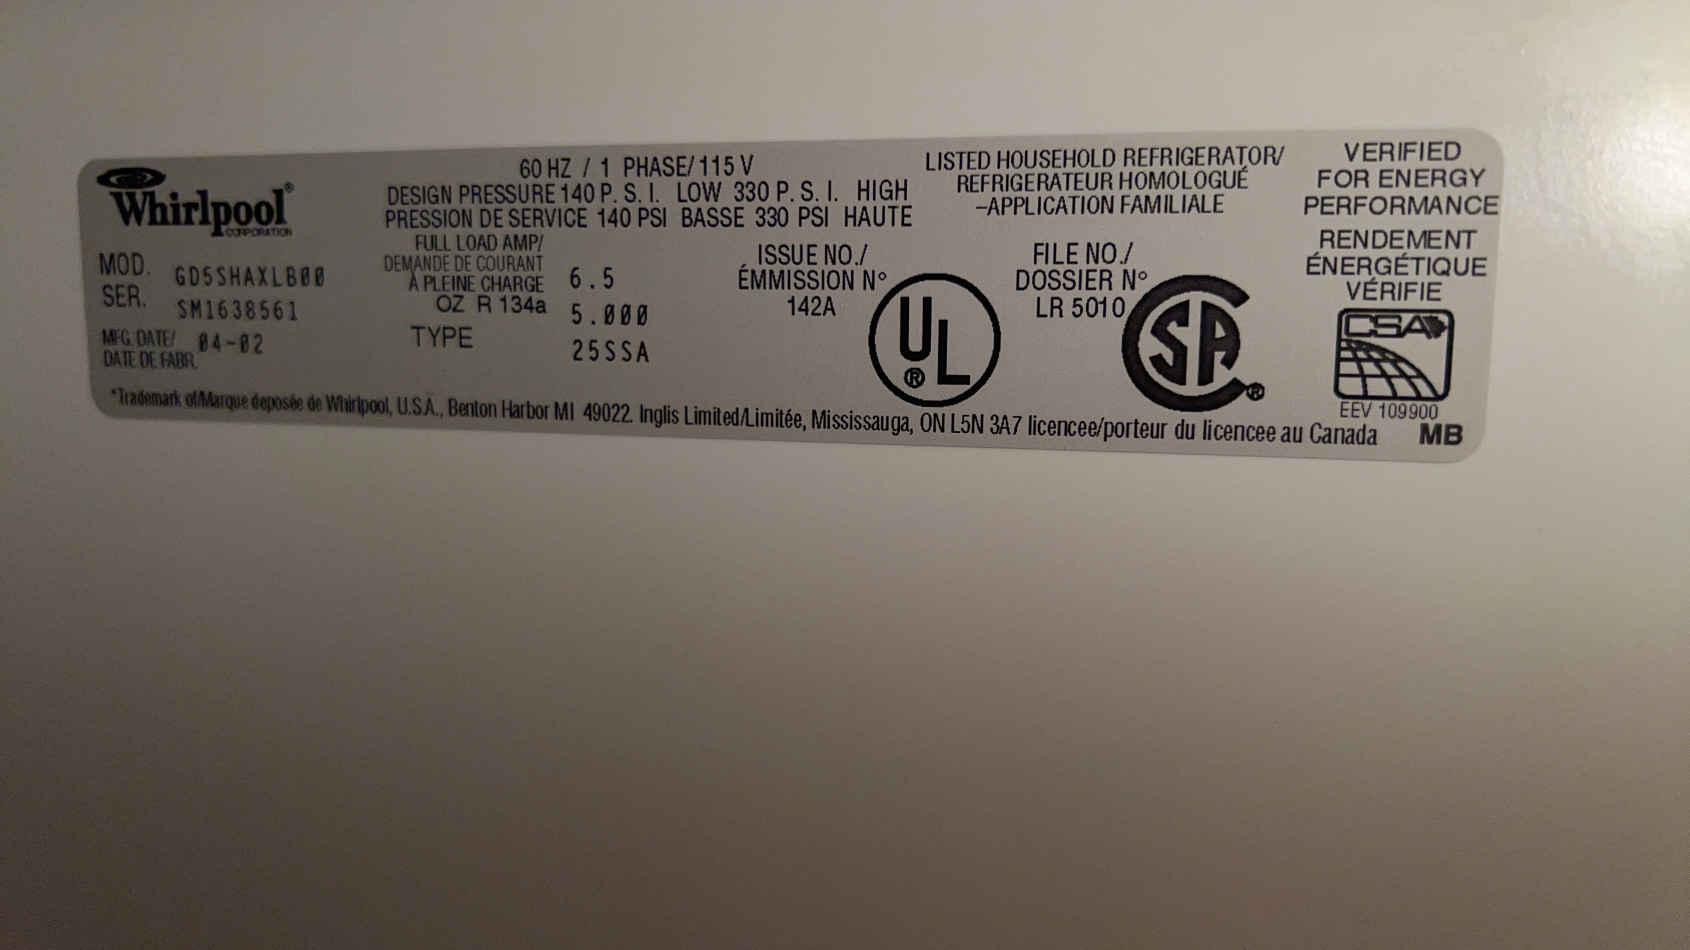 Whirlpool®
CORPORATION
MOD. GD5SHAXLB00
SER. SM1638561
MFG. DATE/
DATE DE FABR. 04-02
60 HZ / 1 PHASE/ 115 V
DESIGN PRESSURE 140 P. S. I. LOW 330 P. S. I. HIGH
PRESSION DE SERVICE 140 PSI BASSE 330 PSI HAUTE
FULL LOAD AMP/
DEMANDE DE COURANT
À PLEINE CHARGE 6.5
OZ R 134a 5.000
TYPE 25SSA
ISSUE NO./
ÉMMISSION N°
142A
UL®
LISTED HOUSEHOLD REFRIGERATOR/
REFRIGERATEUR HOMOLOGUÉ
-APPLICATION FAMILIALE
FILE NO./
DOSSIER N°
LR 5010
SA®
VERIFIED
FOR ENERGY
PERFORMANCE
RENDEMENT
ÉNERGÉTIQUE
VÉRIFIE
CSA
EEV 109900
*Trademark of/Marque deposée de Whirlpool, U.S.A., Benton Harbor MI 49022. Inglis Limited/Limitée, Mississauga, ON L5N 3A7 licencee/porteur du licencee au Canada MB